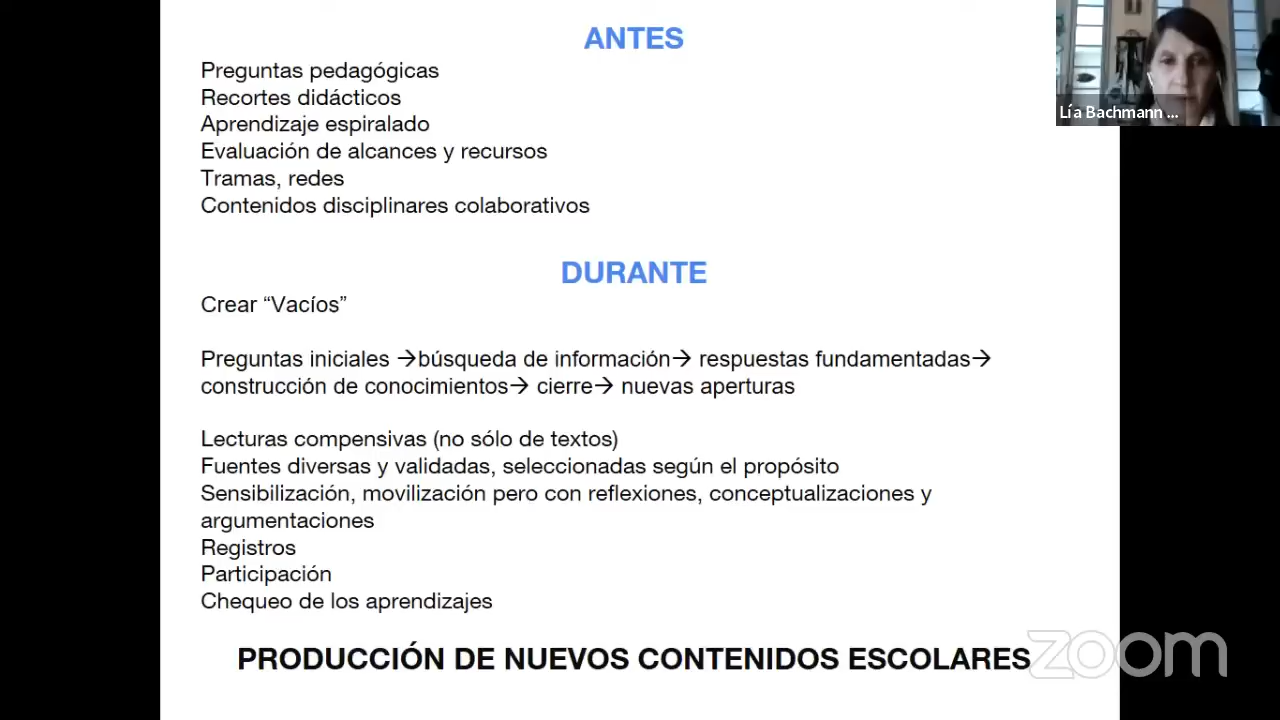 ANTES
Preguntas pedagógicas
Recortes didácticos
Aprendizaje espiralado
Evaluación de alcances y recursos
Tramas, redes
Contenidos disciplinares colaborativos
Lía Bachmann ...
DURANTE
Crear “Vacíos”
Preguntas iniciales →búsqueda de información→ respuestas fundamentadas→
construcción de conocimientos→ cierre→ nuevas aperturas
Lecturas compensivas (no sólo de textos)
Fuentes diversas y validadas, seleccionadas según el propósito
Sensibilización, movilización pero con reflexiones, conceptualizaciones y
argumentaciones
Registros
Participación
Chequeo de los aprendizajes
PRODUCCIÓN DE NUEVOS CONTENIDOS ESCOLARES
zoom